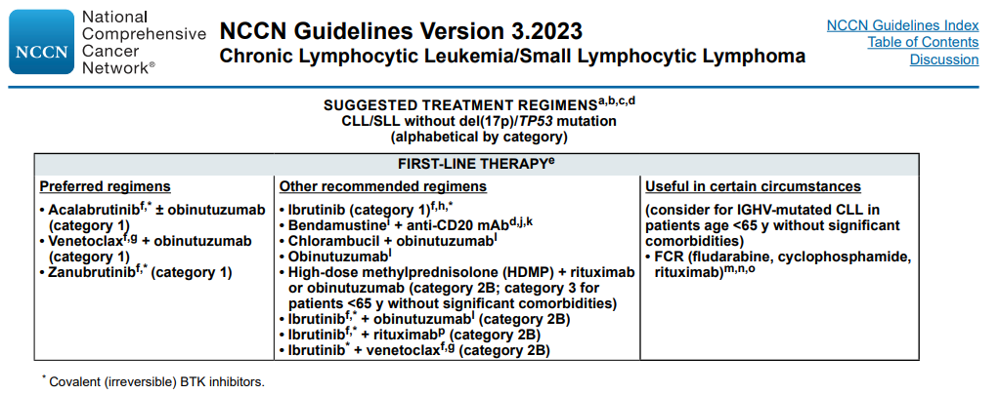 NCCN
National
Comprehensive
Cancer
Network®
NCCN Guidelines Version 3.2023
Chronic Lymphocytic Leukemia/Small Lymphocytic Lymphoma
NCCN Guidelines Index
Table of Contents
Discussion
SUGGESTED TREATMENT REGIMENSa,b,c,d
CLL/SLL without del(17p)/TP53 mutation
(alphabetical by category)
FIRST-LINE THERAPYe
Preferred regimens
• Acalabrutinibf,* ± obinutuzumab
(category 1)
• Venetoclaxf,g + obinutuzumab
(category 1)
• Zanubrutinibf,* (category 1)
Other recommended regimens
• Ibrutinib (category 1)f,h,*
• Bendamustinei + anti-CD20 mAbd,j,k
• Chlorambucil + obinutuzumabl
• Obinutuzumabl
• High-dose methylprednisolone (HDMP) + rituximab
or obinutuzumab (category 2B; category 3 for
patients <65 y without significant comorbidities)
• Ibrutinibf,* + obinutuzumabl (category 2B)
• Ibrutinibf,* + rituximabp (category 2B)
• Ibrutinib* + venetoclaxf,g (category 2B)
Useful in certain circumstances
(consider for IGHV-mutated CLL in
patients age <65 y without significant
comorbidities)
• FCR (fludarabine, cyclophosphamide,
rituximab)m,n,o
* Covalent (irreversible) BTK inhibitors.